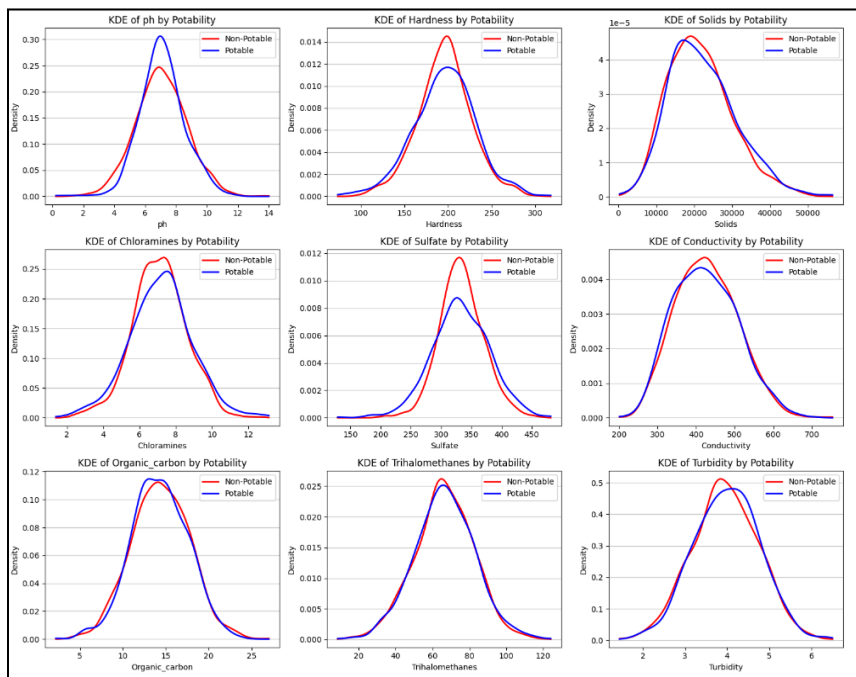 KDE of ph by Potability
Density
0.30
0.25
0.20
0.15
0.10
0.05
0.00
Non-Potable
Potable
0 2 4 6 8 10 12 14
ph
KDE of Hardness by Potability
Density
0.014
0.012
0.010
0.008
0.006
0.004
0.002
0.000
Non-Potable
Potable
100 150 200 250 300
Hardness
KDE of Solids by Potability
1e-5
Density
4
3
2
1
0
Non-Potable
Potable
0 10000 20000 30000 40000 50000
Solids
KDE of Chloramines by Potability
Density
0.25
0.20
0.15
0.10
0.05
0.00
Non-Potable
Potable
2 4 6 8 10 12
Chloramines
KDE of Sulfate by Potability
Density
0.012
0.010
0.008
0.006
0.004
0.002
0.000
Non-Potable
Potable
150 200 250 300 350 400 450
Sulfate
KDE of Conductivity by Potability
Density
0.004
0.003
0.002
0.001
0.000
Non-Potable
Potable
200 300 400 500 600 700
Conductivity
KDE of Organic_carbon by Potability
Density
0.12
0.10
0.08
0.06
0.04
0.02
0.00
Non-Potable
Potable
5 10 15 20 25
Organic_carbon
KDE of Trihalomethanes by Potability
Density
0.025
0.020
0.015
0.010
0.005
0.000
Non-Potable
Potable
20 40 60 80 100 120
Trihalomethanes
KDE of Turbidity by Potability
Density
0.5
0.4
0.3
0.2
0.1
0.0
Non-Potable
Potable
2 3 4 5 6
Turbidity